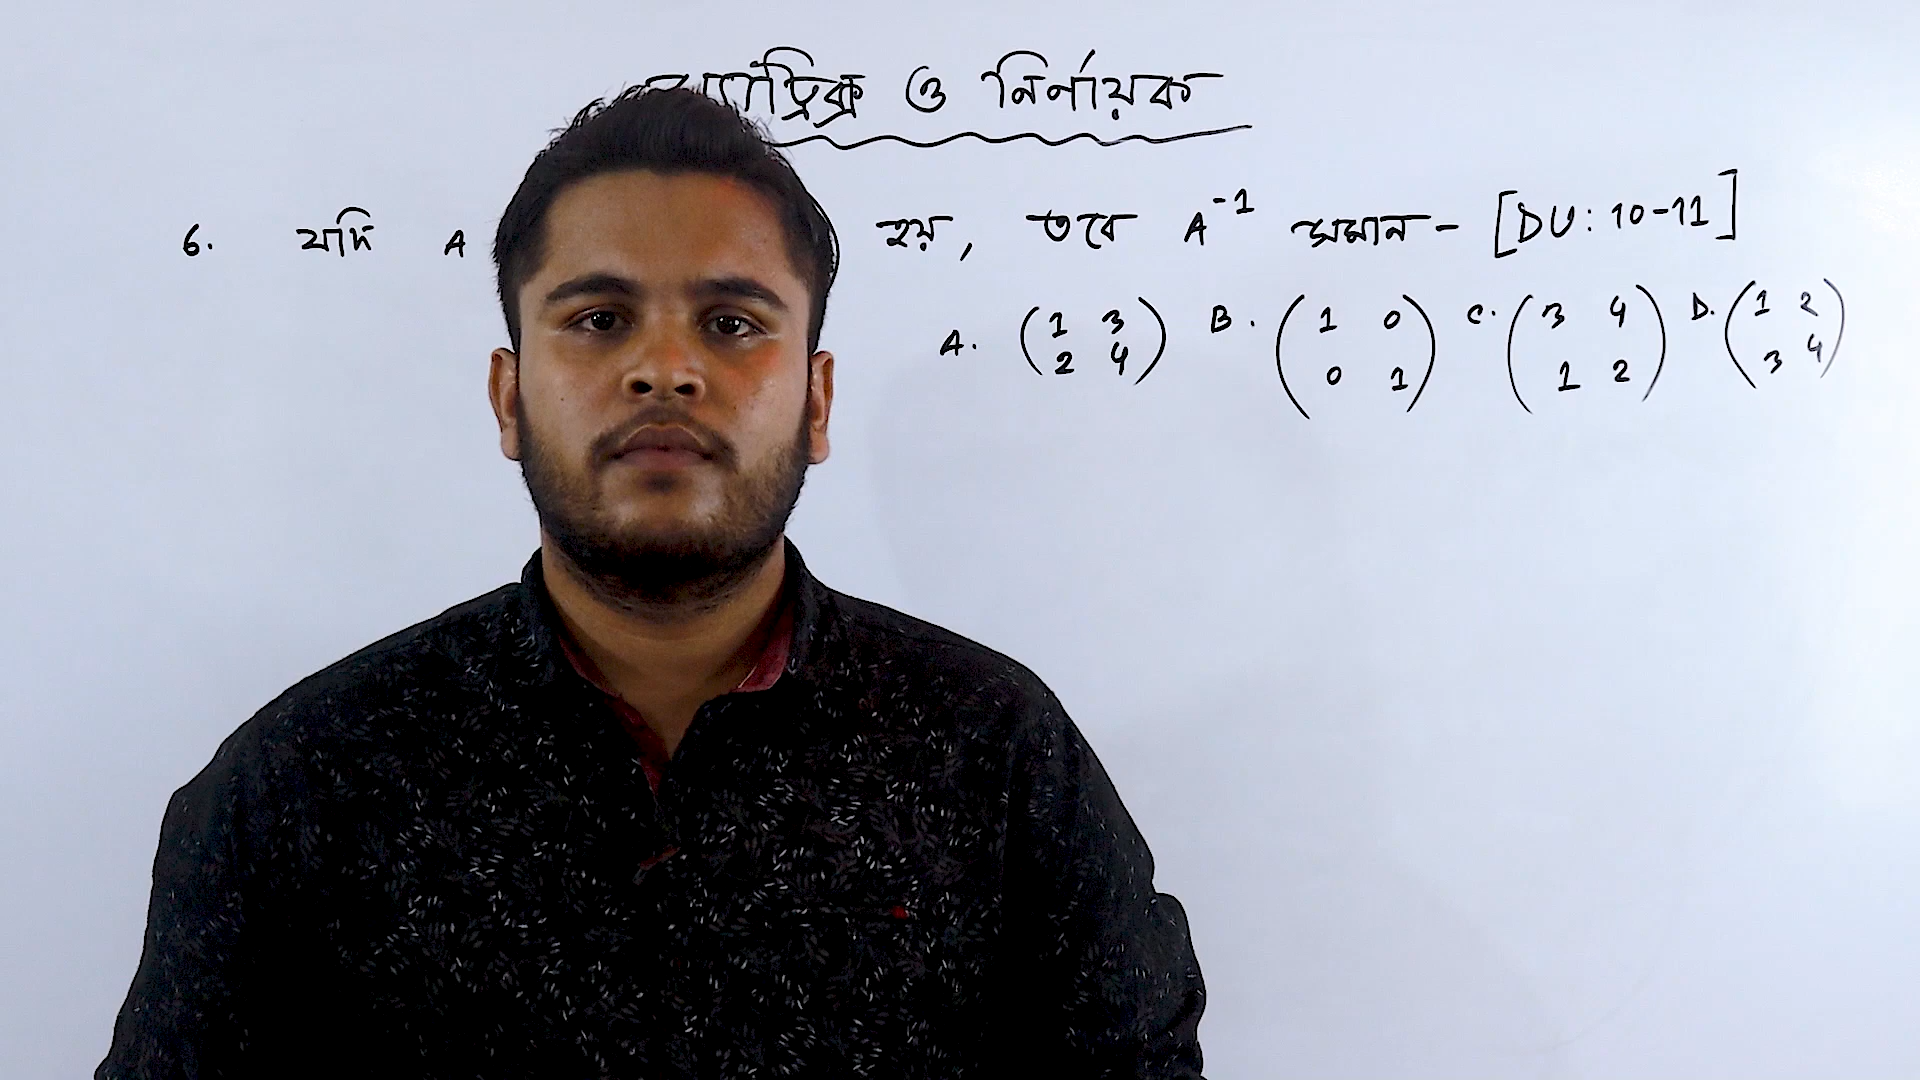 ও নির্ণায়ক
6. যদি A হয়, তবে A⁻¹ সমান - [DU: 10-11]
A. (1 3 B. (1 0 C. (3 4 D. (1 2
2 4) 0 1) 1 2) 3 4)